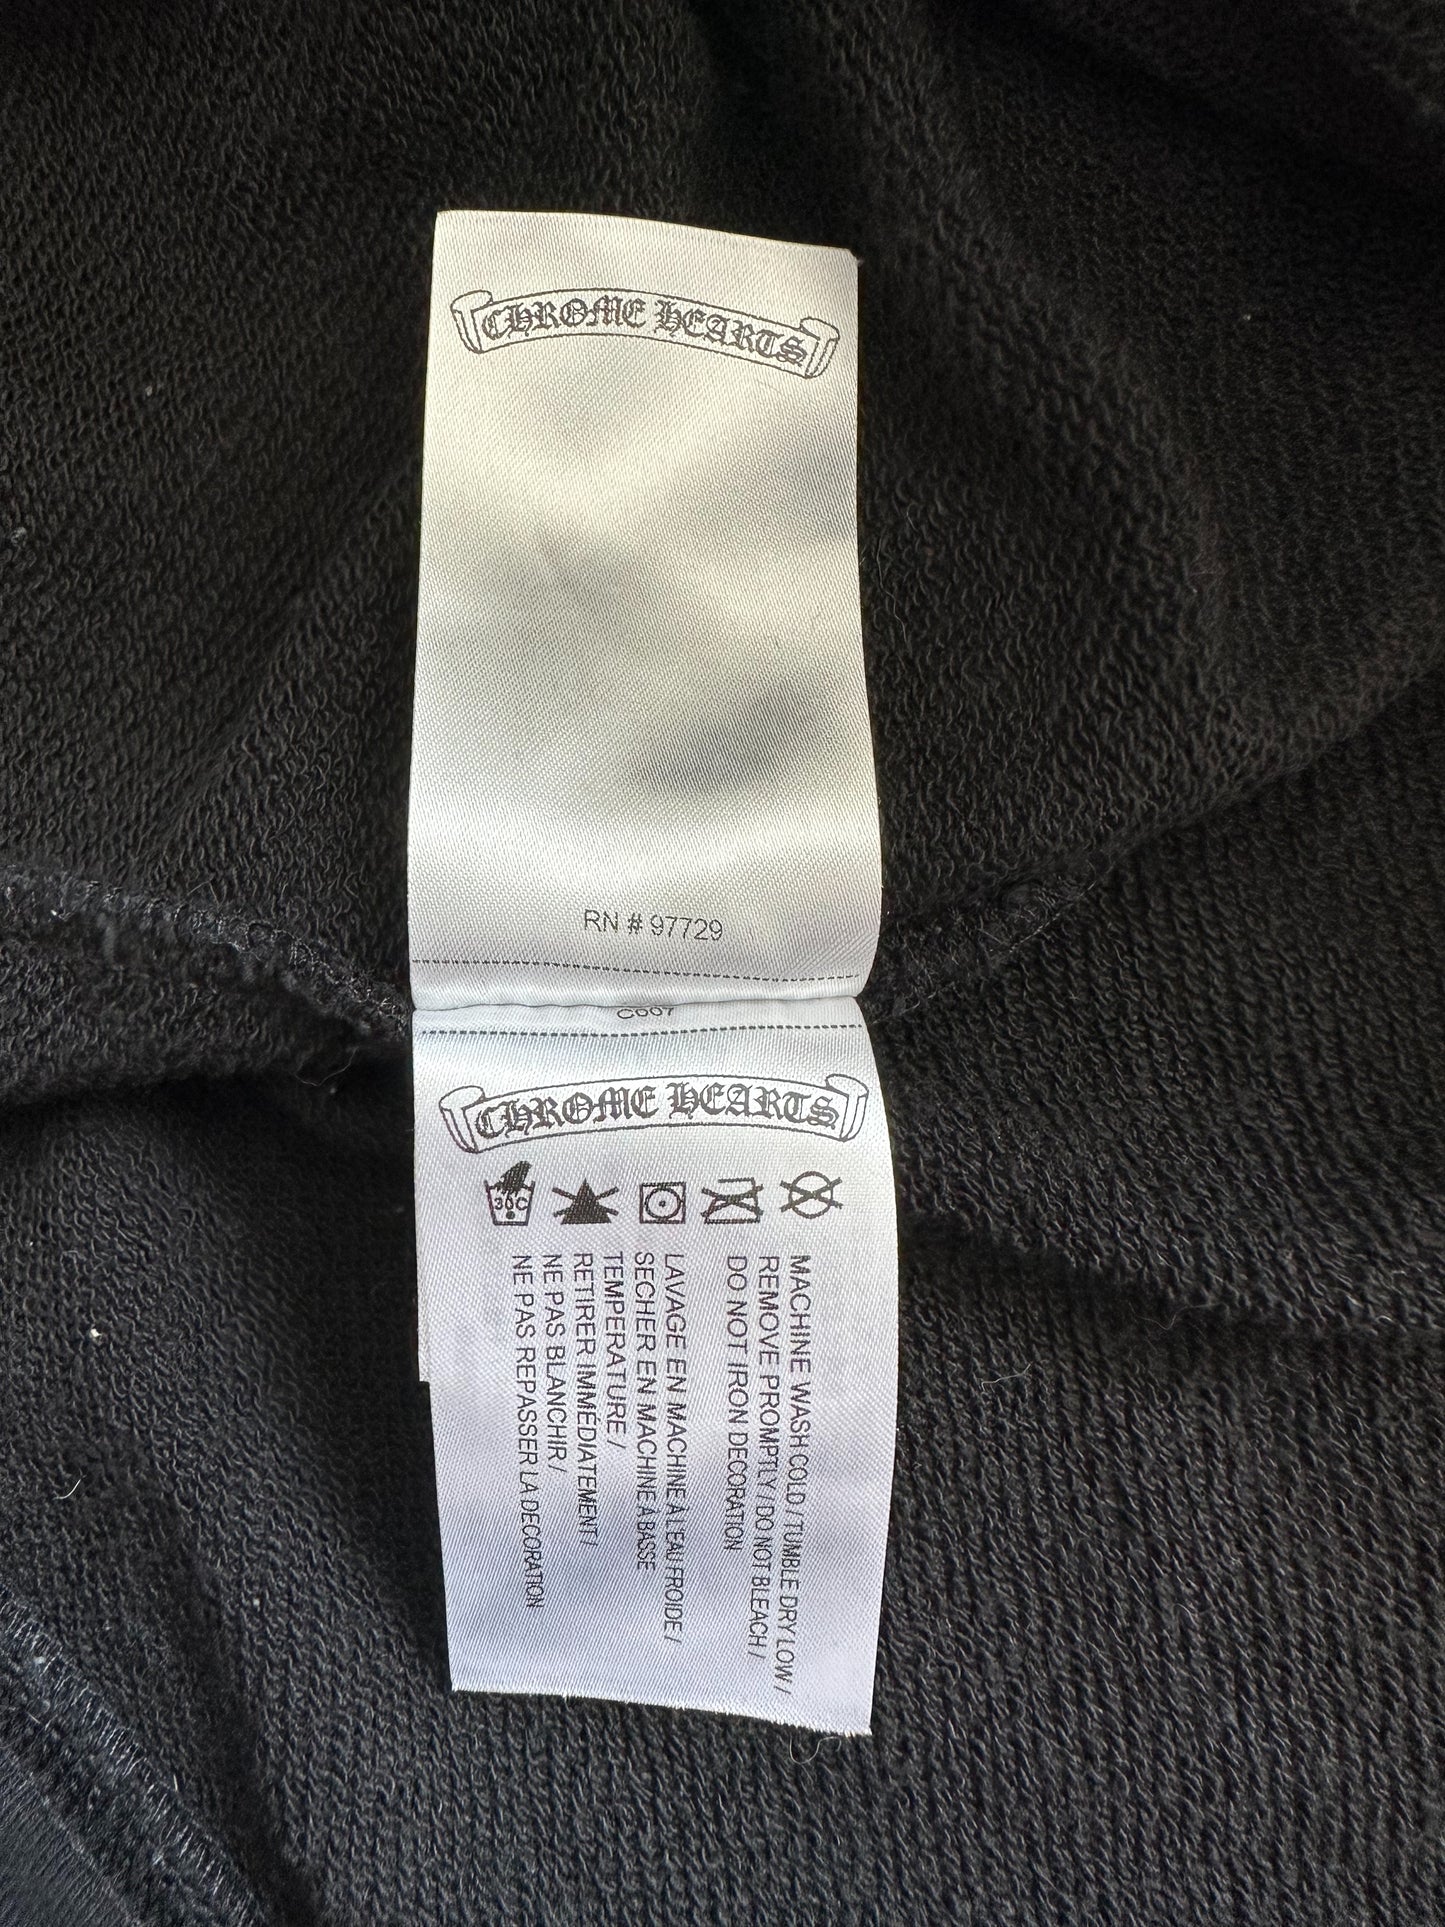 CHROME HEARTS
RN # 97729
C007
CHROME HEARTS
30C
MACHINE WASH COLD / TUMBLE DRY LOW /
REMOVE PROMPTLY / DO NOT BLEACH /
DO NOT IRON DECORATION
LAVAGE EN MACHINE À L'EAU FROIDE /
SECHER EN MACHINE À BASSE
TEMPERATURE /
RETIRER IMMÉDIATEMENT /
NE PAS BLANCHIR /
NE PAS REPASSER LA DECORATION